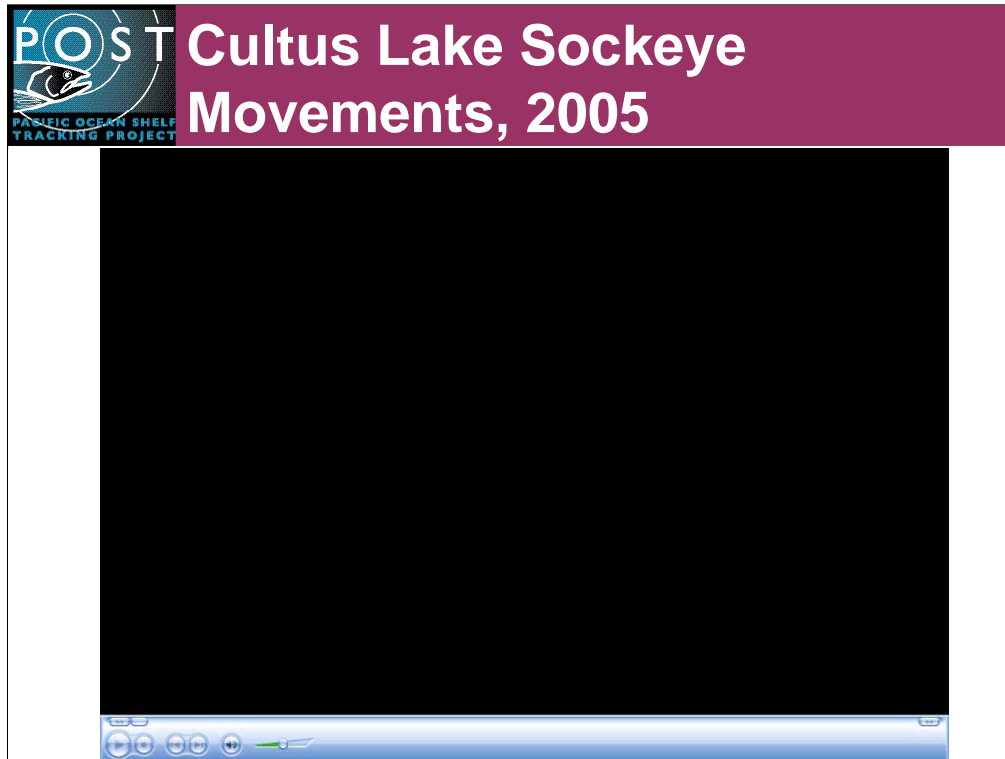 POST
PACIFIC OCEAN SHELF
TRACKING PROJECT
Cultus Lake Sockeye
Movements, 2005